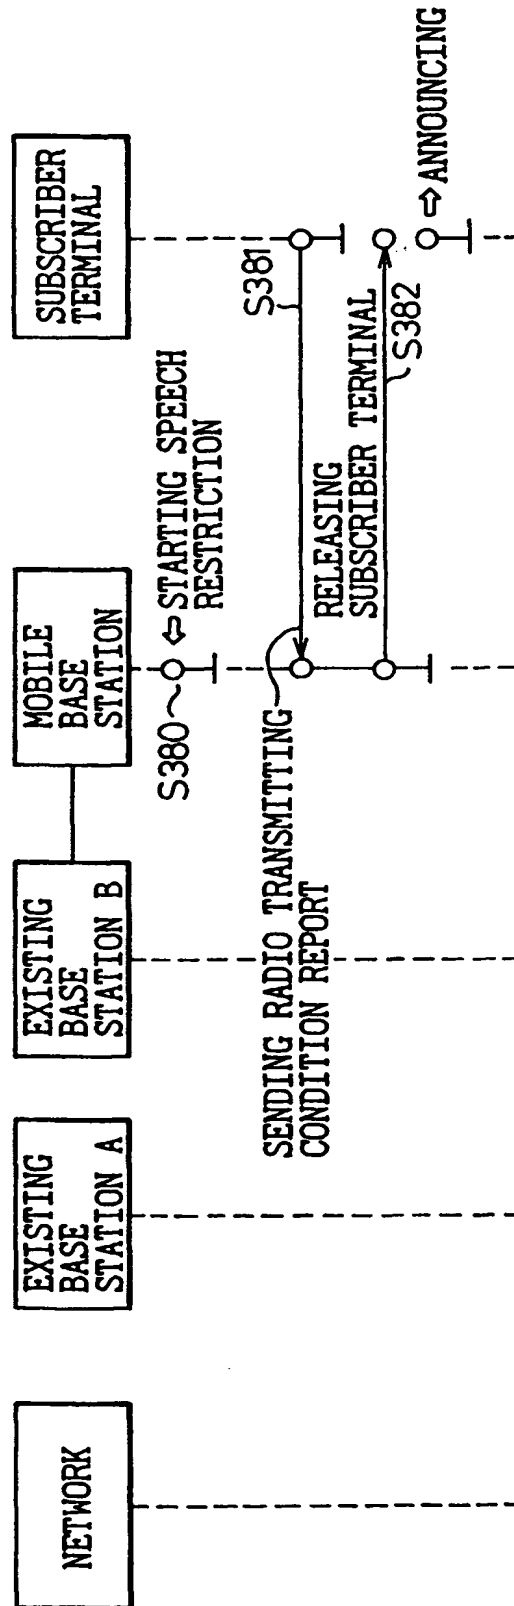 NETWORK
EXISTING
BASE
STATION A
EXISTING
BASE
STATION B
MOBILE
BASE
STATION
SUBSCRIBER
TERMINAL
S380
STARTING SPEECH
RESTRICTION
S381
SENDING RADIO TRANSMITTING
CONDITION REPORT
RELEASING
SUBSCRIBER TERMINAL
S382
ANNOUNCING